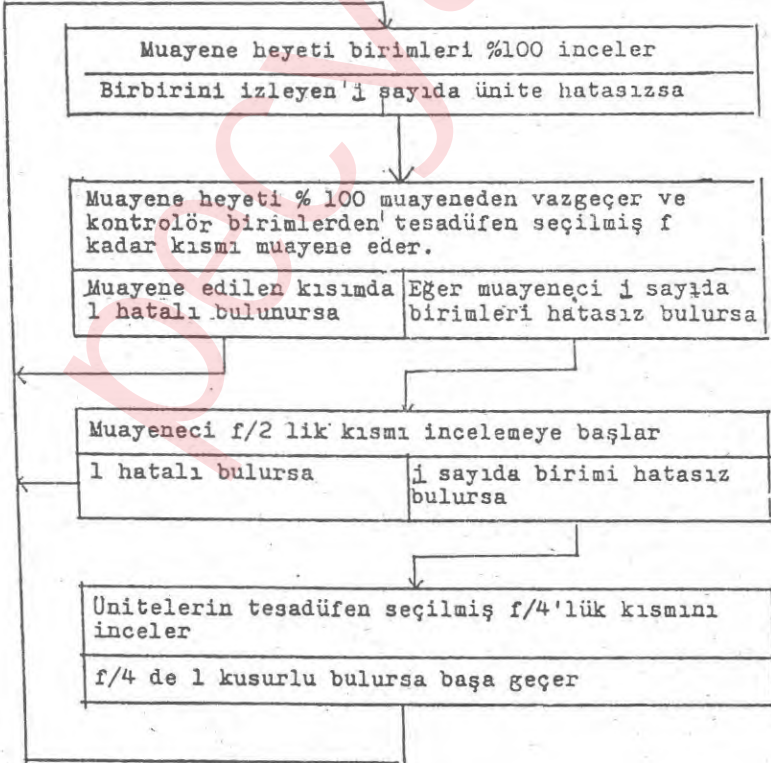 Muayene heyeti birimleri %100 inceler
Birbirini izleyen i sayıda ünite hatasızsa
Muayene heyeti % 100 muayeneden vazgeçer ve
kontrolör birimlerden tesadüfen seçilmiş f
kadar kısmı muayene eder.
Muayene edilen kısımda
1 hatalı bulunursa
Eğer muayeneci i sayıda
birimleri hatasız bulursa
Muayeneci f/2 lik kısmı incelemeye başlar
1 hatalı bulursa
i sayıda birimi hatasız
bulursa
Ünitelerin tesadüfen seçilmiş f/4'lük kısmını
inceler
f/4 de 1 kusurlu bulursa başa geçer